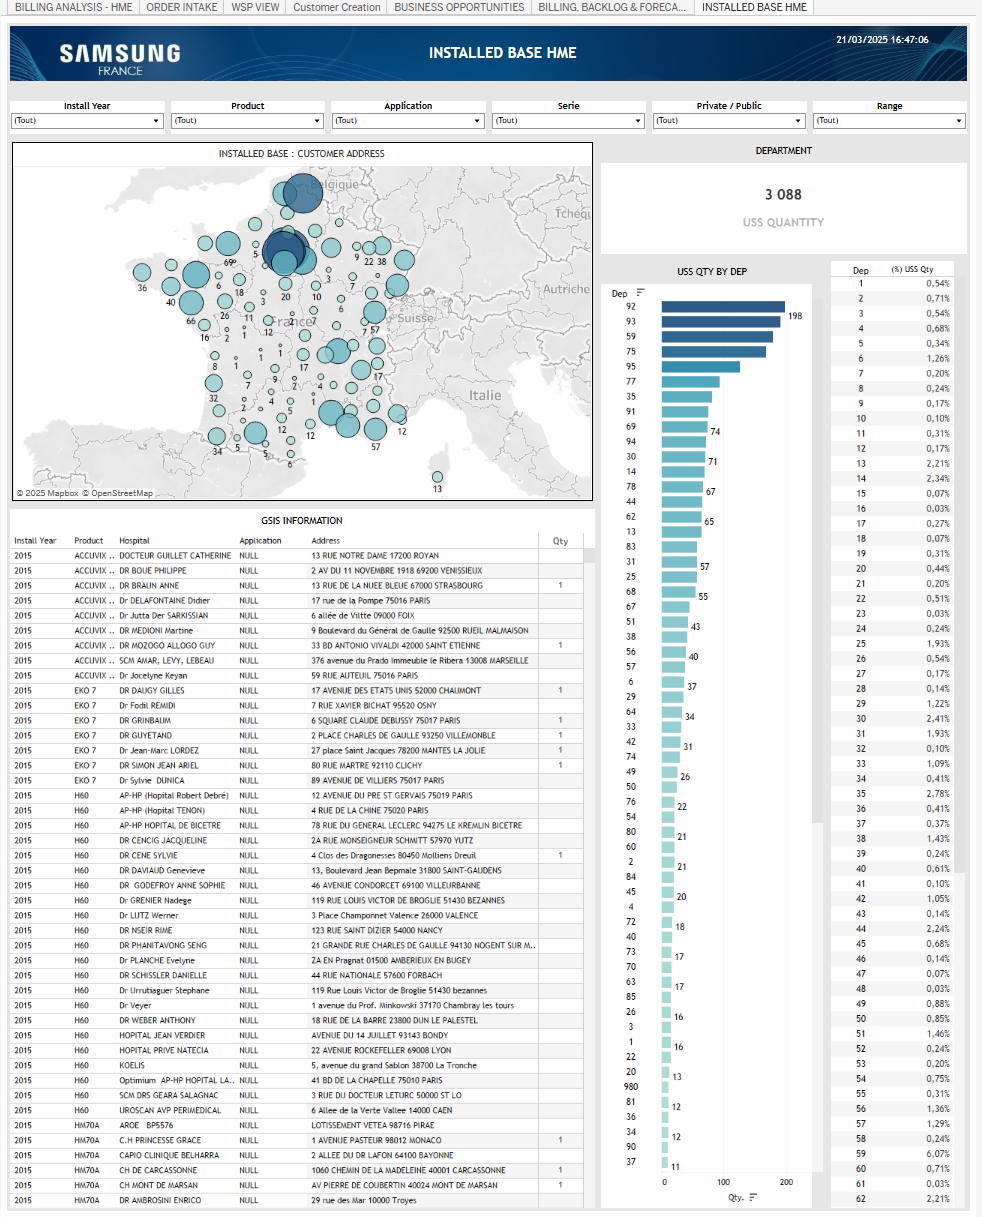 BILLING ANALYSIS - HME ORDER INTAKE WSP VIEW Customer Creation BUSINESS OPPORTUNITIES BILLING, BACKLOG & FORECA... INSTALLED BASE HME
SAMSUNG
FRANCE
INSTALLED BASE HME
21/03/2025 16:47:06
Install Year Product Application Serie Private / Public Range
(Tout) (Tout) (Tout) (Tout) (Tout) (Tout)
INSTALLED BASE : CUSTOMER ADDRESS
Belgique
Tchéq
Autriche
France
Suisse
Italie
5
69
9 22 38
36
6
18
3
7
40
3
20
10
66
26
11
6
16
2
1
12
2
7
7 57
8
1
1
1
17
17
32
7
9
2
4
2
4
5
1
12
12
12
34
5
5
57
6
13
© 2025 Mapbox © OpenStreetMap
DEPARTMENT
3 088
USS QUANTITY
USS QTY BY DEP
Dep
92
93 198
59
75
95
77
35
91
69 74
94
30 71
14
78 67
44
62 65
13
83
31 57
25
68 55
67
51 43
38
56 40
57
6 37
29
64 34
33
42 31
74
49 26
50
76 22
54
80 21
60
2 21
84
45 20
4
72 18
40
73 17
70
63 17
85
26 16
3
1 16
22
20 13
980
81 12
36
34 12
90
37 11
0 100 200
Qty.
Dep (%) USS Qty
1 0,54%
2 0,71%
3 0,54%
4 0,68%
5 0,34%
6 1,26%
7 0,20%
8 0,24%
9 0,17%
10 0,10%
11 0,31%
12 0,17%
13 2,21%
14 2,34%
15 0,07%
16 0,03%
17 0,27%
18 0,07%
19 0,31%
20 0,44%
21 0,20%
22 0,51%
23 0,03%
24 0,24%
25 1,93%
26 0,54%
27 0,17%
28 0,14%
29 1,22%
30 2,41%
31 1,93%
32 0,10%
33 1,09%
34 0,41%
35 2,78%
36 0,41%
37 0,37%
38 1,43%
39 0,24%
40 0,61%
41 0,10%
42 1,05%
43 0,14%
44 2,24%
45 0,68%
46 0,14%
47 0,07%
48 0,03%
49 0,88%
50 0,85%
51 1,46%
52 0,24%
53 0,20%
54 0,75%
55 0,31%
56 1,36%
57 1,29%
58 0,24%
59 6,07%
60 0,71%
61 0,03%
62 2,21%
GSIS INFORMATION
Install Year Product Hospital Application Address Qty
2015 ACCUVIX .. DOCTEUR GUILLET CATHERINE NULL 13 RUE NOTRE DAME 17200 ROYAN
2015 ACCUVIX .. DR BOUE PHILIPPE NULL 2 AV DU 11 NOVEMBRE 1918 69200 VENISSIEUX
2015 ACCUVIX .. DR BRAUN ANNE NULL 13 RUE DE LA NUEE BLEUE 67000 STRASBOURG 1
2015 ACCUVIX .. Dr DELAFONTAINE Didier NULL 17 rue de la Pompe 75016 PARIS
2015 ACCUVIX .. Dr Jutta Der SARKISSIAN NULL 6 allée de Viltte 09000 FOIX
2015 ACCUVIX .. DR MEDIONI Martine NULL 9 Boulevard du Général de Gaulle 92500 RUEIL MALMAISON
2015 ACCUVIX .. DR MOZOGO ALLOGO GUY NULL 33 BD ANTONIO VIVALDI 42000 SAINT ETIENNE 1
2015 ACCUVIX .. SCM AMAR, LEVY, LEBEAU NULL 376 avenue du Prado Immeuble le Ribera 13008 MARSEILLE
2015 ACCUVIX .. Dr Jocelyne Keyan NULL 59 RUE AUTEUIL 75016 PARIS
2015 EKO 7 DR DAUGY GILLES NULL 17 AVENUE DES ETATS UNIS 52000 CHAUMONT 1
2015 EKO 7 Dr Fodil REMIDI NULL 7 RUE XAVIER BICHAT 95520 OSNY
2015 EKO 7 DR GRINBAUM NULL 6 SQUARE CLAUDE DEBUSSY 75017 PARIS 1
2015 EKO 7 DR GUYETAND NULL 2 PLACE CHARLES DE GAULLE 93250 VILLEMONBLE 1
2015 EKO 7 Dr Jean-Marc LORDEZ NULL 27 place Saint Jacques 78200 MANTES LA JOLIE 1
2015 EKO 7 DR SIMON JEAN ARIEL NULL 80 RUE MARTRE 92110 CLICHY 1
2015 EKO 7 Dr Sylvie DUNICA NULL 89 AVENUE DE VILLIERS 75017 PARIS
2015 H60 AP-HP (Hopital Robert Debré) NULL 12 AVENUE DU PRE ST GERVAIS 75019 PARIS
2015 H60 AP-HP (Hopital TENON) NULL 4 RUE DE LA CHINE 75020 PARIS
2015 H60 AP-HP HOPITAL DE BICETRE NULL 78 RUE DU GENERAL LECLERC 94275 LE KREMLIN BICETRE
2015 H60 DR CENCIG JACQUELINE NULL 2A RUE MONSEIGNEUR SCHMITT 57970 YUTZ
2015 H60 DR CENE SYLVIE NULL 4 Clos des Dragonesses 80450 Molliens Dreuil 1
2015 H60 DR DAVIAUD Genevieve NULL 13, Boulevard Jean Bepmale 31800 SAINT-GAUDENS
2015 H60 DR GODEFROY ANNE SOPHIE NULL 46 AVENUE CONDORCET 69100 VILLEURBANNE
2015 H60 DR GRENIER Nadege NULL 119 RUE LOUIS VICTOR DE BROGLIE 51430 BEZANNES
2015 H60 Dr LUTZ Werner NULL 3 Place Championnet Valence 26000 VALENCE
2015 H60 DR NSEIR RIME NULL 123 RUE SAINT DIZIER 54000 NANCY
2015 H60 DR PHANITAVONG SENG NULL 21 GRANDE RUE CHARLES DE GAULLE 94130 NOGENT SUR M..
2015 H60 Dr PLANCHE Evelyne NULL ZA EN Pragnat 01500 AMBERIEUX EN BUGEY
2015 H60 DR SCHISSLER DANIELLE NULL 44 RUE NATIONALE 57600 FORBACH
2015 H60 Dr Urrutiaguer Stephane NULL 119 Rue Louis Victor de Broglie 51430 bezannes
2015 H60 Dr Veyer NULL 1 avenue du Prof. Minkowski 37170 Chambray les tours
2015 H60 DR WEBER ANTHONY NULL 18 RUE DE LA BARRE 23800 DUN LE PALESTEL
2015 H60 HOPITAL JEAN VERDIER NULL AVENUE DU 14 JUILLET 93143 BONDY
2015 H60 HOPITAL PRIVE NATECIA NULL 22 AVENUE ROCKEFELLER 69008 LYON
2015 H60 KOELIS NULL 5, avenue du grand Sablon 38700 La Tronche
2015 H60 Optimium AP-HP HOPITAL LA.. NULL 41 BD DE LA CHAPELLE 75010 PARIS
2015 H60 SCM DRS GEARA SALAGNAC NULL 3 RUE DU DOCTEUR LETURC 50000 ST LO
2015 H60 UROSCAN AVP PERIMEDICAL NULL 6 Allee de la Verte Vallee 14000 CAEN
2015 HM70A AROE BP5576 NULL LOTISSEMENT VETEA 98716 PIRAE
2015 HM70A C.H PRINCESSE GRACE NULL 1 AVENUE PASTEUR 98012 MONACO 1
2015 HM70A CAPIO CLINIQUE BELHARRA NULL 2 ALLEE DU DR LAFON 64100 BAYONNE
2015 HM70A CH DE CARCASSONNE NULL 1060 CHEMIN DE LA MADELEINE 40001 CARCASSONNE 1
2015 HM70A CH MONT DE MARSAN NULL AV PIERRE DE COUBERTIN 40024 MONT DE MARSAN 1
2015 HM70A DR AMBROSINI ENRICO NULL 29 rue des Mar 10000 Troyes